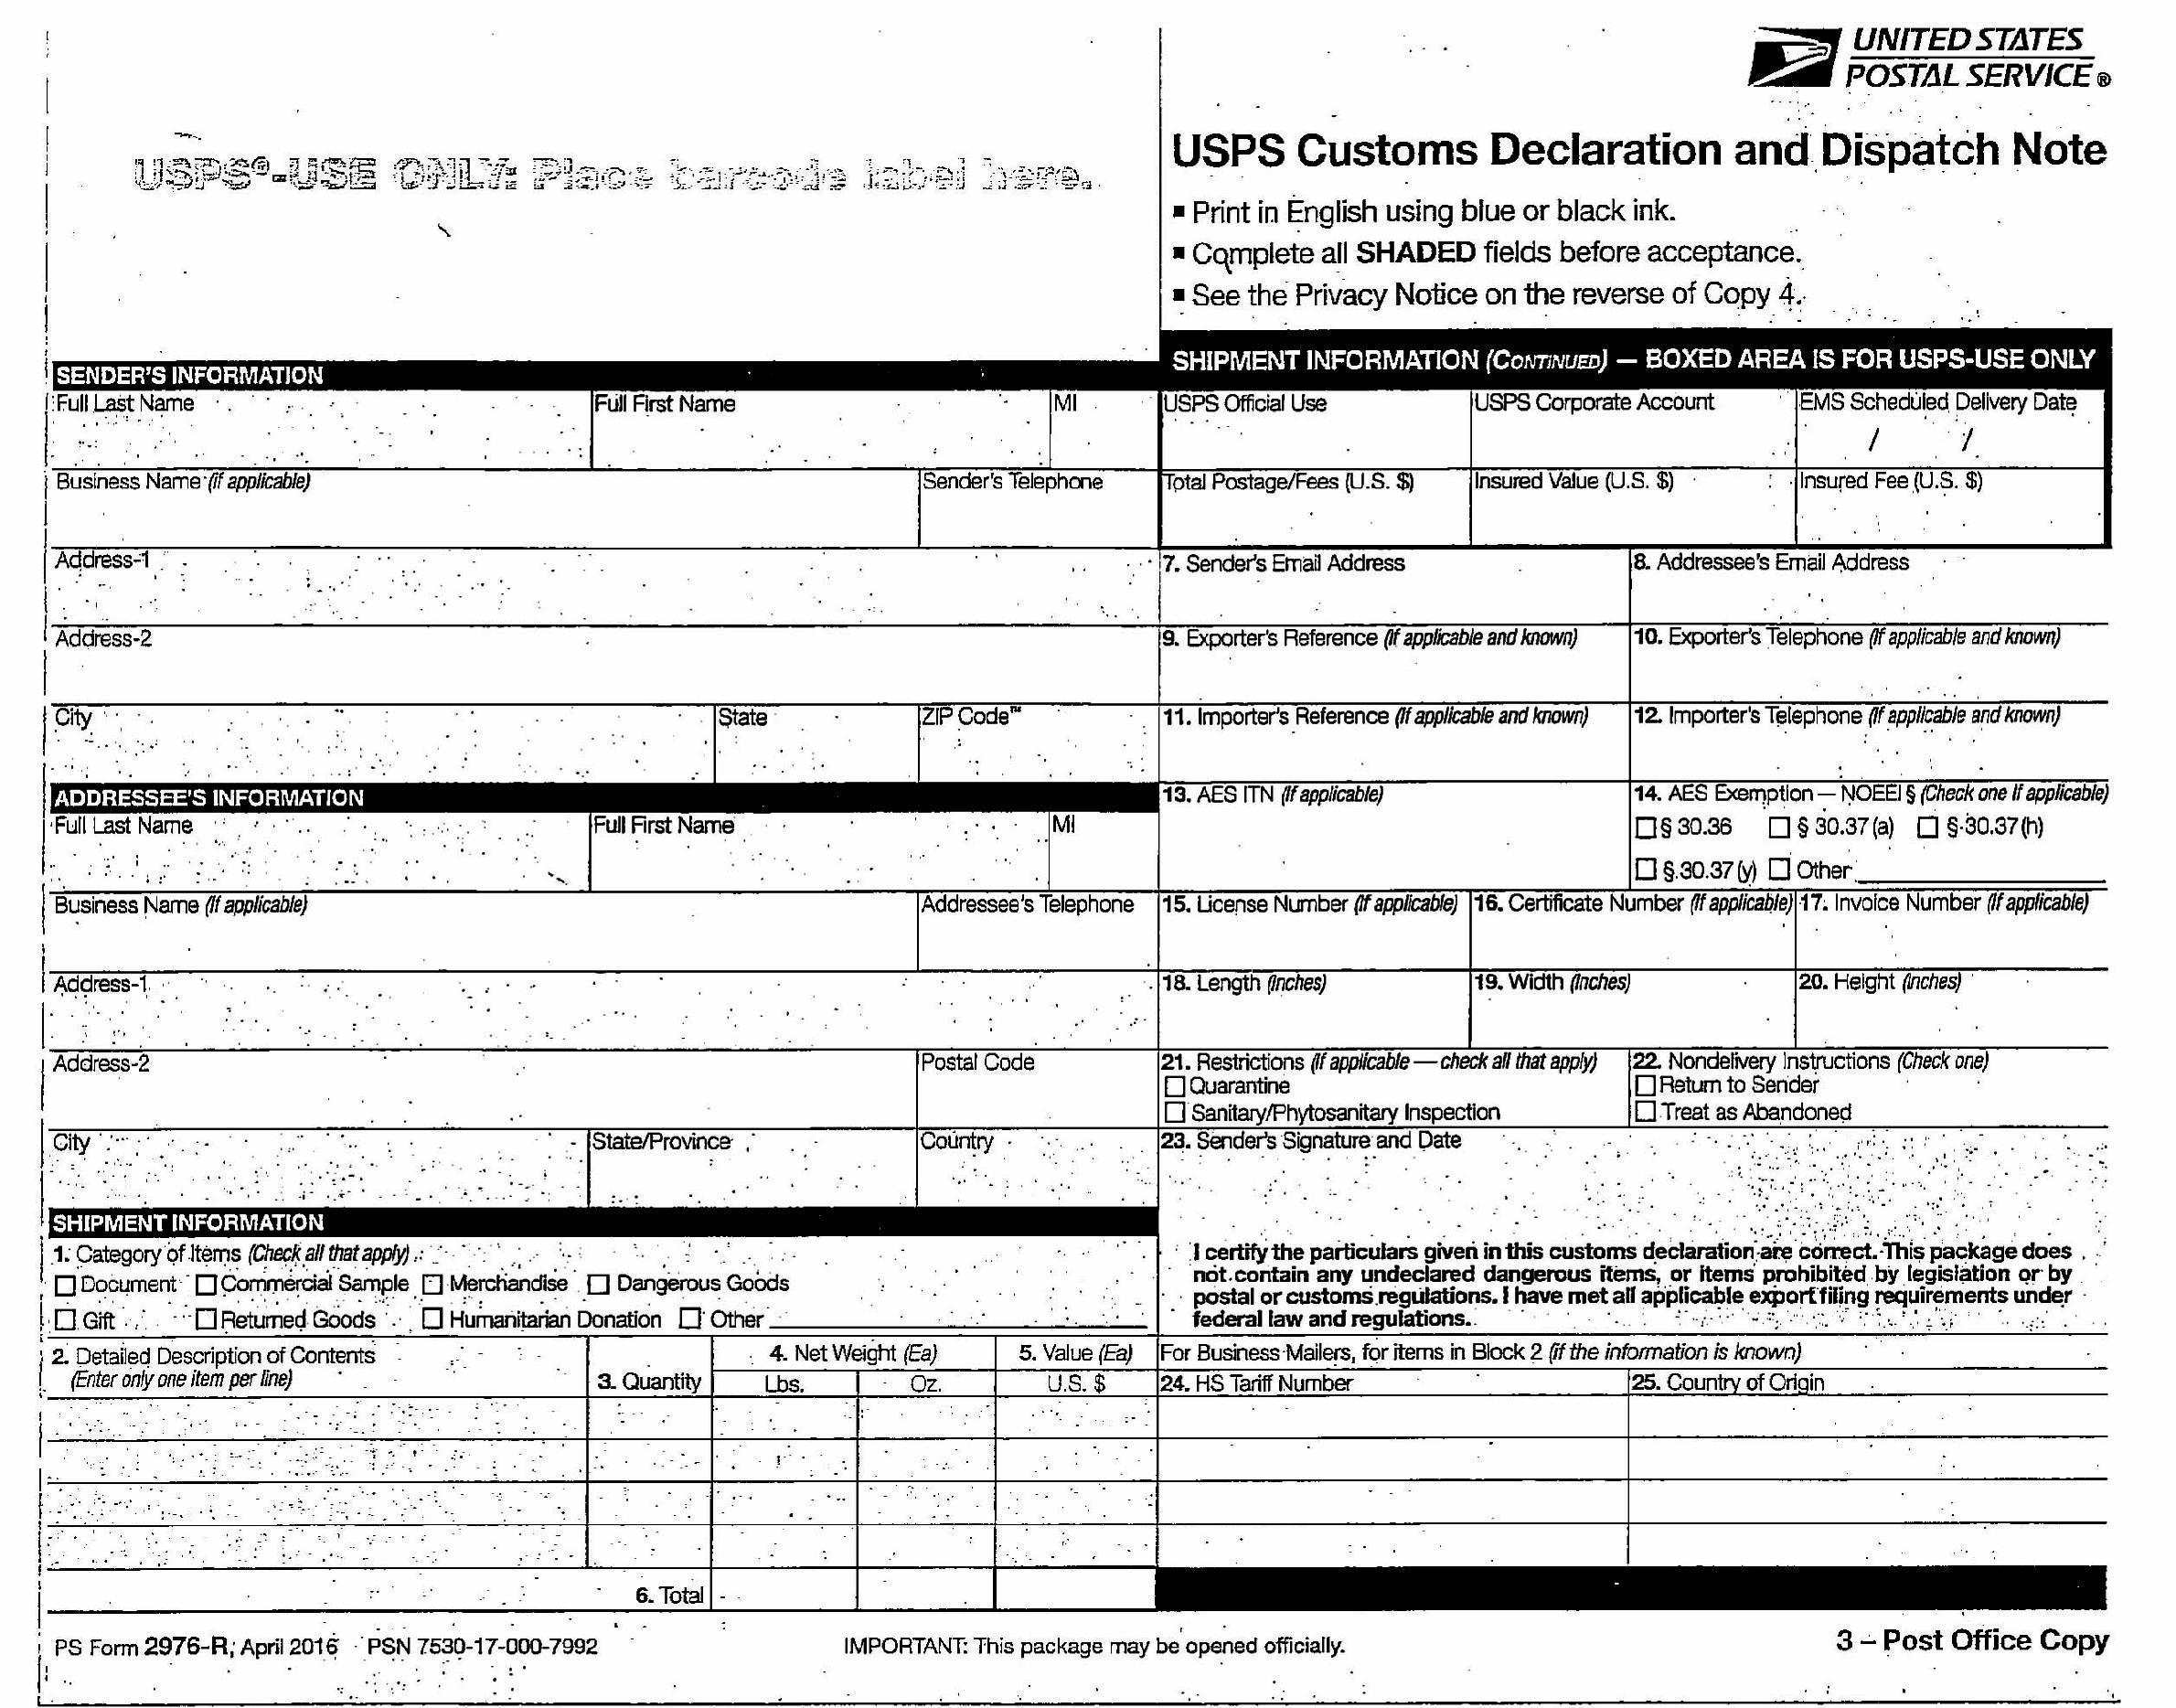 UNITED STATES
POSTAL SERVICE®
USPS®-USE ONLY: Place barcode label here.
USPS Customs Declaration and Dispatch Note
▪ Print in English using blue or black ink.
▪ Complete all SHADED fields before acceptance.
▪ See the Privacy Notice on the reverse of Copy 4.
SENDER'S INFORMATION
Full Last Name Full First Name MI
Business Name (if applicable) Sender's Telephone
Address-1
Address-2
City State ZIP Code™
ADDRESSEE'S INFORMATION
Full Last Name Full First Name MI
Business Name (If applicable) Addressee's Telephone
Address-1
Address-2 Postal Code
City State/Province Country
SHIPMENT INFORMATION
1. Category of Items (Check all that apply)
☐ Document ☐ Commercial Sample ☐ Merchandise ☐ Dangerous Goods
☐ Gift ☐ Returned Goods ☐ Humanitarian Donation ☐ Other
2. Detailed Description of Contents
(Enter only one item per line)
3. Quantity
4. Net Weight (Ea)
Lbs. Oz.
5. Value (Ea)
U.S. $
6. Total
SHIPMENT INFORMATION (CONTINUED) — BOXED AREA IS FOR USPS-USE ONLY
USPS Official Use USPS Corporate Account EMS Scheduled Delivery Date
/ /
Total Postage/Fees (U.S. $) Insured Value (U.S. $) Insured Fee (U.S. $)
7. Sender's Email Address 8. Addressee's Email Address
9. Exporter's Reference (If applicable and known) 10. Exporter's Telephone (If applicable and known)
11. Importer's Reference (If applicable and known) 12. Importer's Telephone (If applicable and known)
13. AES ITN (If applicable) 14. AES Exemption — NOEEI § (Check one if applicable)
☐ § 30.36 ☐ § 30.37 (a) ☐ § 30.37 (h)
☐ § 30.37 (y) ☐ Other
15. License Number (If applicable) 16. Certificate Number (If applicable) 17. Invoice Number (If applicable)
18. Length (Inches) 19. Width (Inches) 20. Height (Inches)
21. Restrictions (If applicable — check all that apply)
☐ Quarantine
☐ Sanitary/Phytosanitary Inspection
22. Nondelivery Instructions (Check one)
☐ Return to Sender
☐ Treat as Abandoned
23. Sender's Signature and Date
I certify the particulars given in this customs declaration are correct. This package does
not contain any undeclared dangerous items, or items prohibited by legislation or by
postal or customs regulations. I have met all applicable export filing requirements under
federal law and regulations.
For Business Mailers, for items in Block 2 (if the information is known)
24. HS Tariff Number 25. Country of Origin
PS Form 2976-R, April 2016 PSN 7530-17-000-7992 IMPORTANT: This package may be opened officially. 3 – Post Office Copy